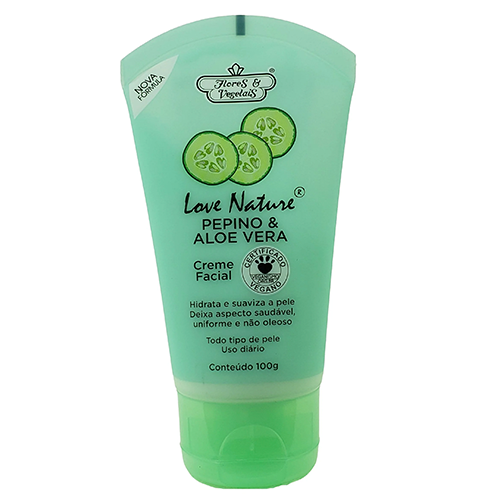 NOVA
FÓRMULA
Flores &
Vegetais ®
Love Nature®
PEPINO &
ALOE VERA
Creme
Facial
CERTIFICADO
VEGANO
Hidrata e suaviza a pele
Deixa aspecto saudável,
uniforme e não oleoso
Todo tipo de pele
Uso diário
Conteúdo 100g